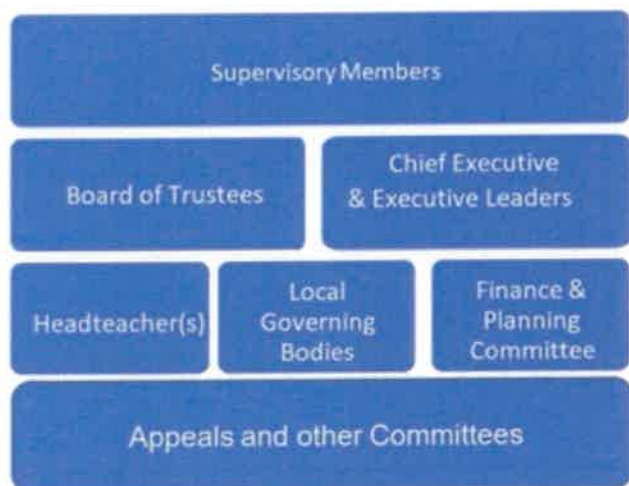 Supervisory Members
Board of Trustees
Chief Executive
& Executive Leaders
Headteacher(s)
Local
Governing
Bodies
Finance &
Planning
Committee
Appeals and other Committees